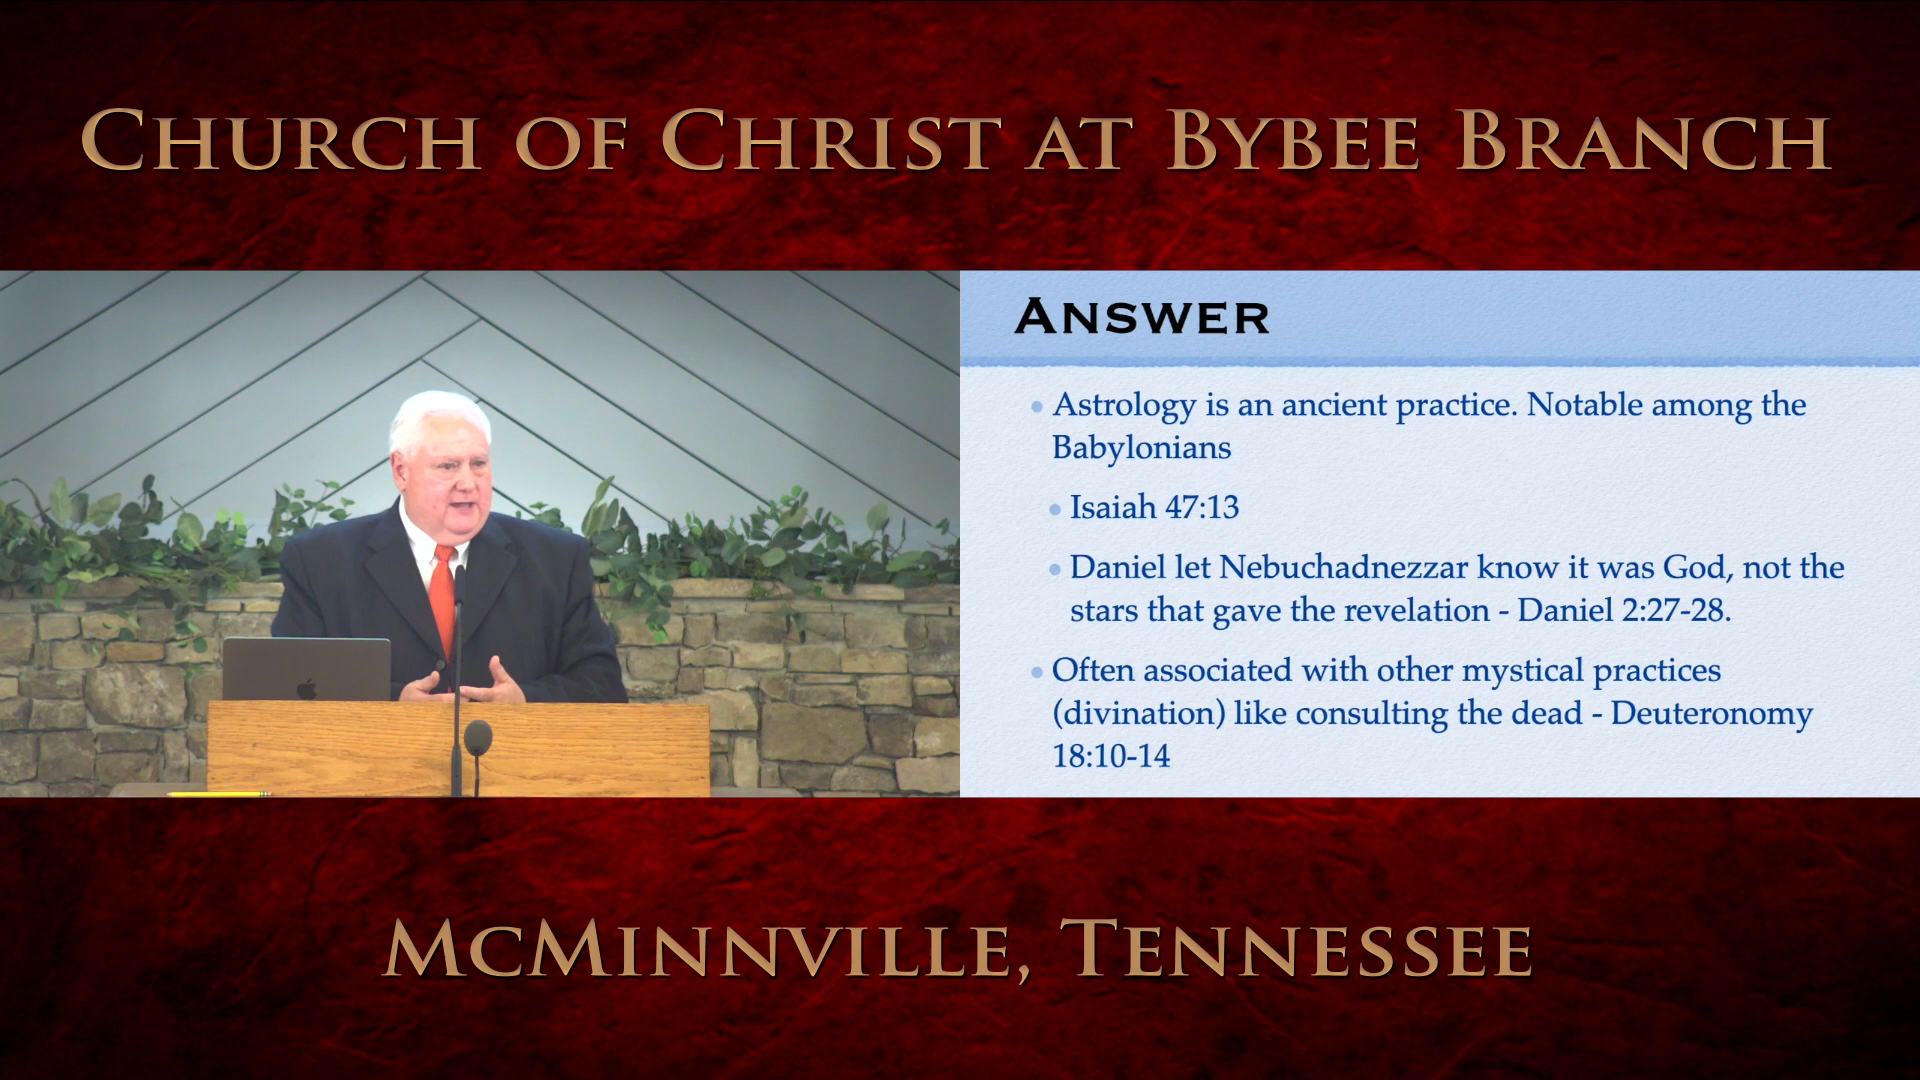 CHURCH OF CHRIST AT BYBEE BRANCH
ANSWER
• Astrology is an ancient practice. Notable among the
Babylonians
• Isaiah 47:13
• Daniel let Nebuchadnezzar know it was God, not the
stars that gave the revelation - Daniel 2:27-28.
• Often associated with other mystical practices
(divination) like consulting the dead - Deuteronomy
18:10-14
MCMINNVILLE, TENNESSEE